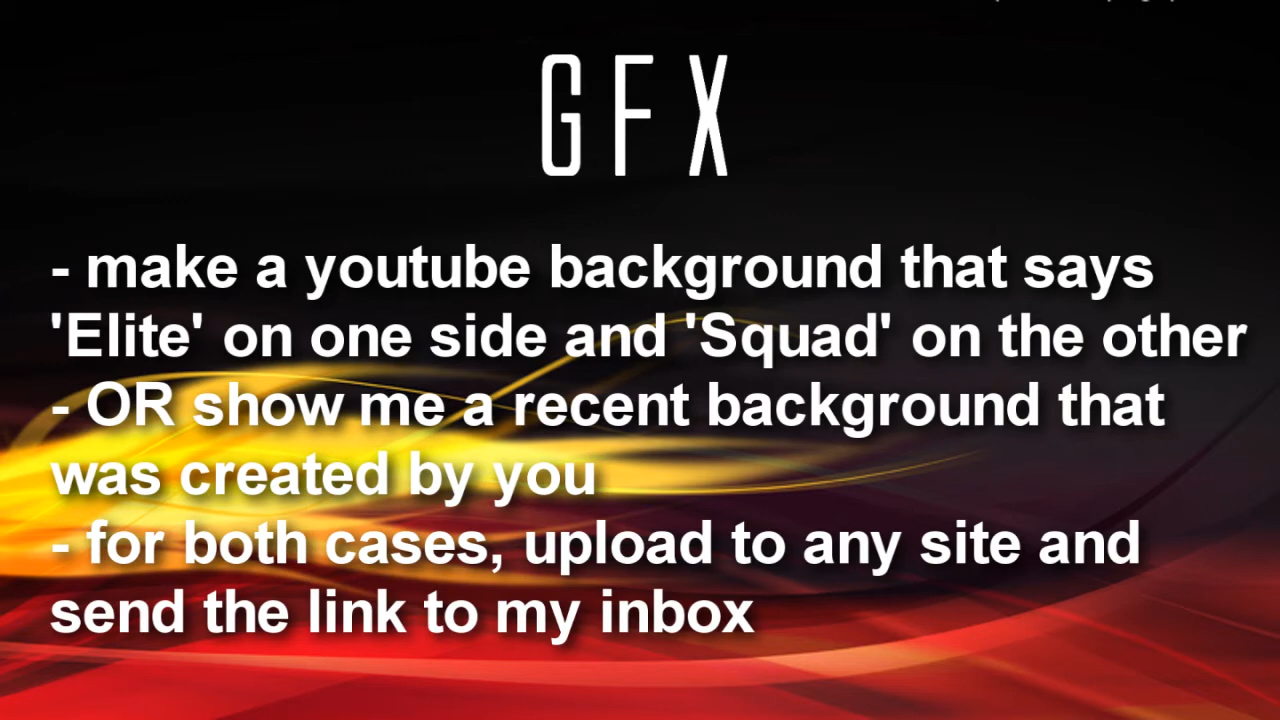 GFX
- make a youtube background that says
'Elite' on one side and 'Squad' on the other
- OR show me a recent background that
was created by you
- for both cases, upload to any site and
send the link to my inbox